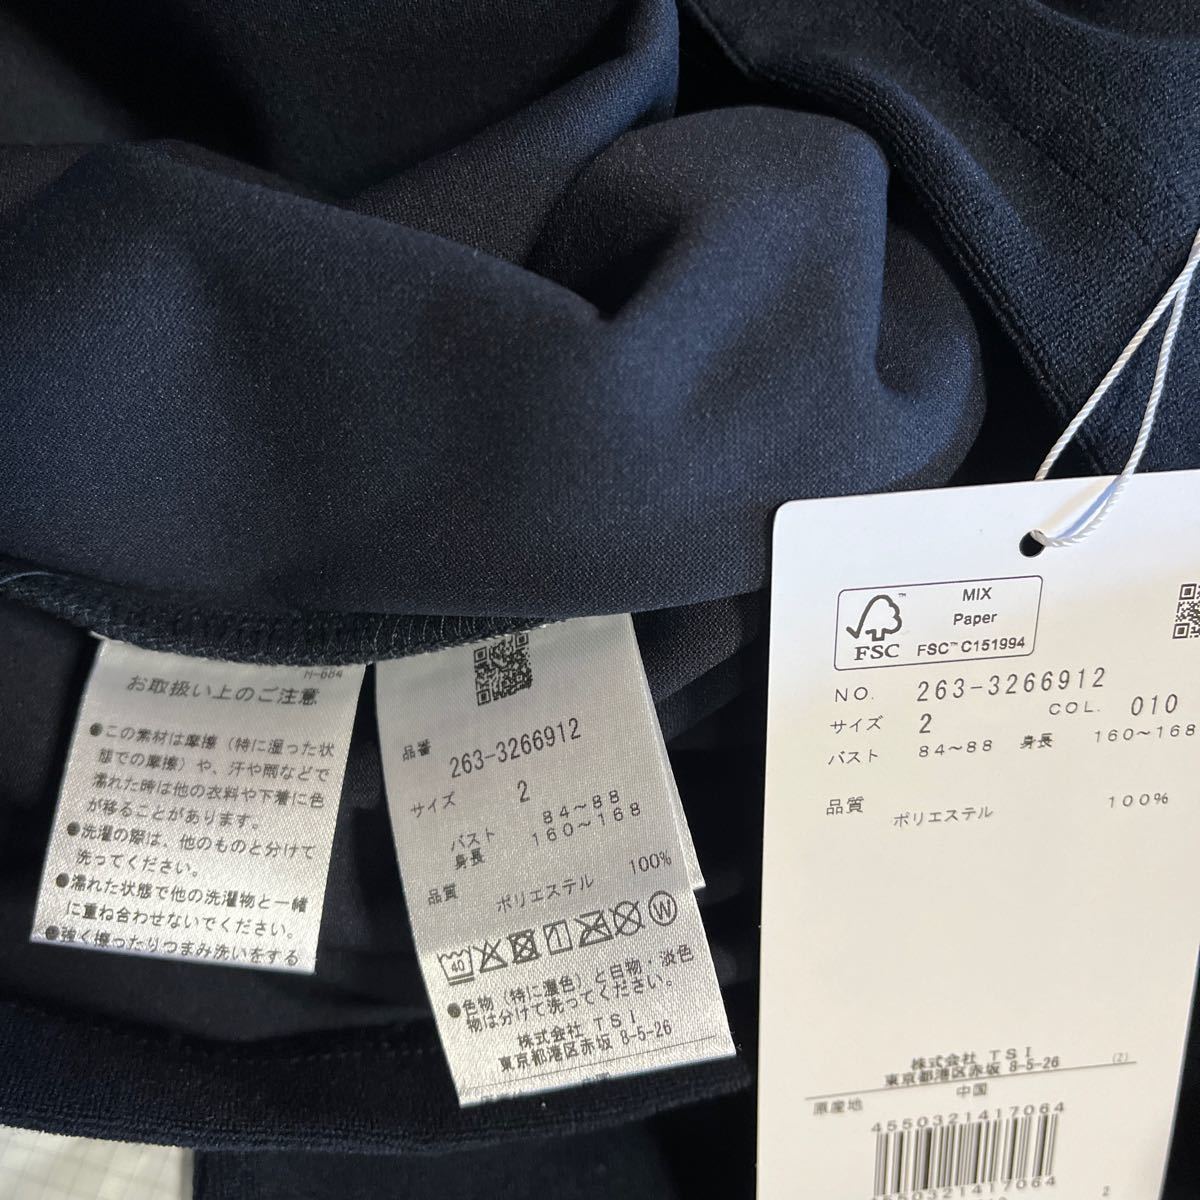 お取扱い上のご注意
●この素材は摩擦（特に湿った状
態での摩擦）や、汗や雨などで
濡れた時は他の衣料や下着に色
が移ることがあります。
●洗濯の際は、他のものと分けて
洗ってください。
●濡れた状態で他の洗濯物と一緒
に重ね合わせないでください。
●強く擦ったりつまみ洗いをする
品番
263-3266912
サイズ 2
バスト 84～88
身長 160～168
品質 ポリエステル 100%
40
W
●色物（特に濃色）と白物・淡色
物は分けて洗ってください。
株式会社 TSI
東京都港区赤坂 8-5-26
FSC™
MIX
Paper
FSC™ C151994
NO. 263-3266912
COL. 010
サイズ 2
バスト 84～88 身長 160～168
品質 ポリエステル 100%
株式会社 TSI
東京都港区赤坂 8-5-26 (2)
原産地 中国
4550321417064
4550321417064
2